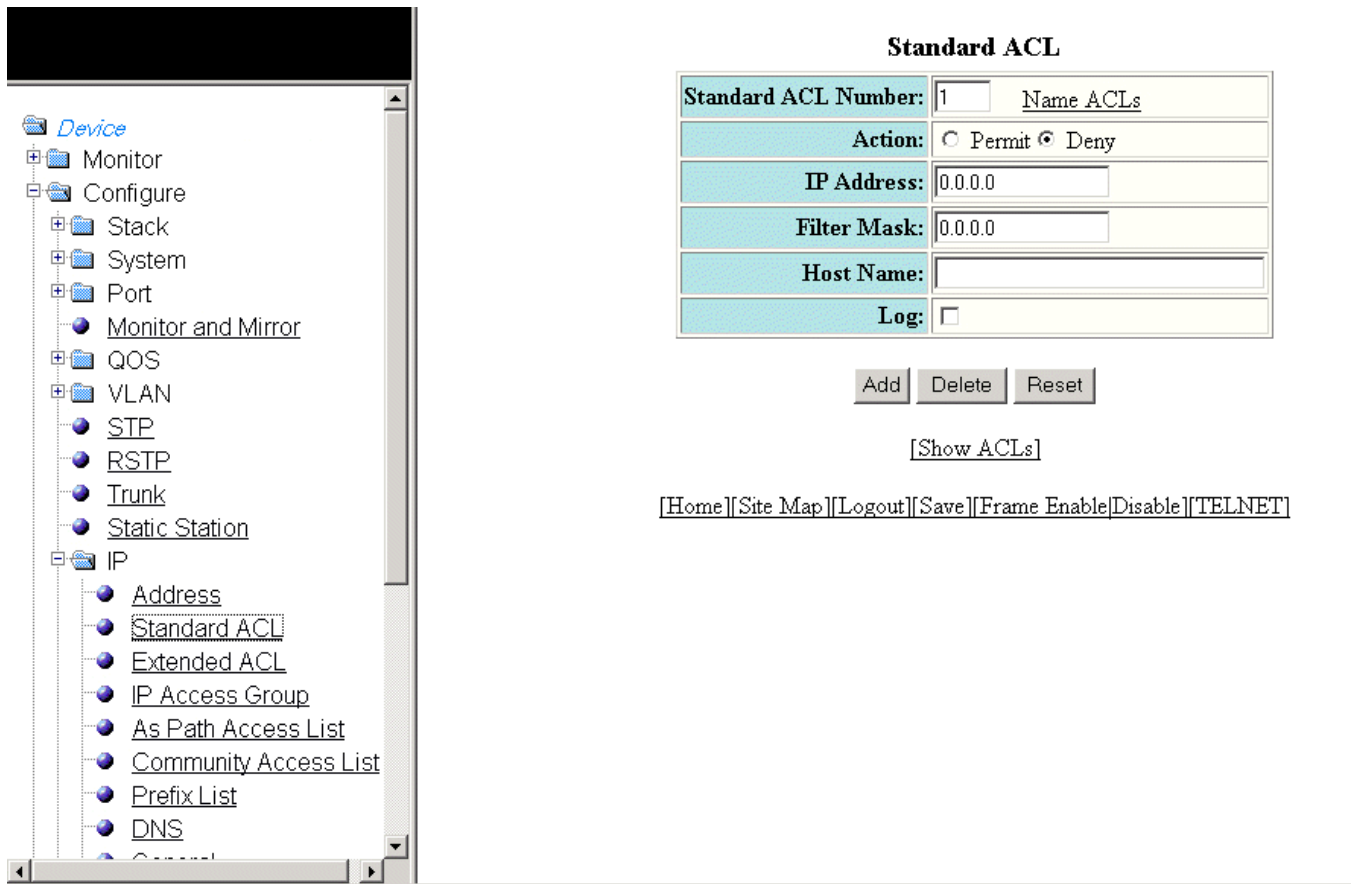 Device
Monitor
Configure
Stack
System
Port
Monitor and Mirror
QOS
VLAN
STP
RSTP
Trunk
Static Station
IP
Address
Standard ACL
Extended ACL
IP Access Group
As Path Access List
Community Access List
Prefix List
DNS
Standard ACL
Standard ACL Number: 1 Name ACLs
Action: Permit Deny
IP Address: 0.0.0.0
Filter Mask: 0.0.0.0
Host Name:
Log:
Add Delete Reset
[Show ACLs]
[Home][Site Map][Logout][Save][Frame Enable|Disable][TELNET]